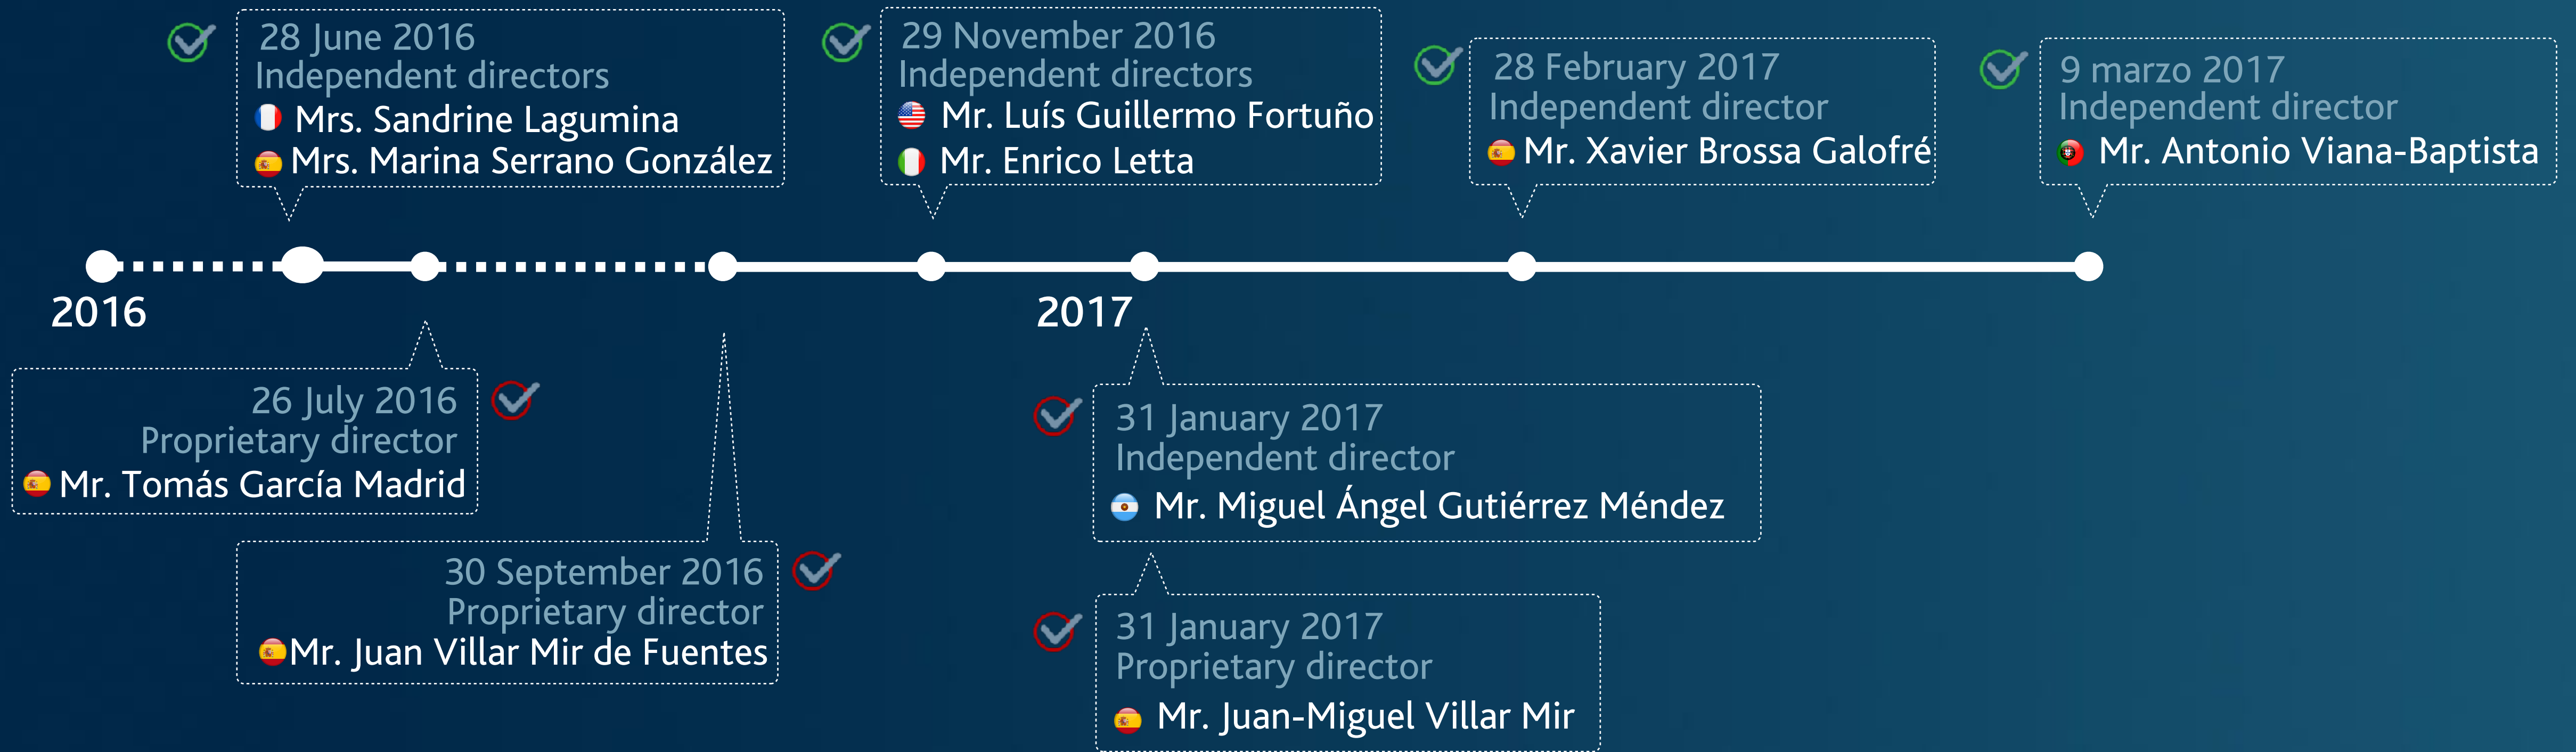 28 June 2016
Independent directors
Mrs. Sandrine Lagumina
Mrs. Marina Serrano González
29 November 2016
Independent directors
Mr. Luís Guillermo Fortuño
Mr. Enrico Letta
28 February 2017
Independent director
Mr. Xavier Brossa Galofré
9 marzo 2017
Independent director
Mr. Antonio Viana-Baptista
2016
2017
26 July 2016
Proprietary director
Mr. Tomás García Madrid
30 September 2016
Proprietary director
Mr. Juan Villar Mir de Fuentes
31 January 2017
Independent director
Mr. Miguel Ángel Gutiérrez Méndez
31 January 2017
Proprietary director
Mr. Juan-Miguel Villar Mir